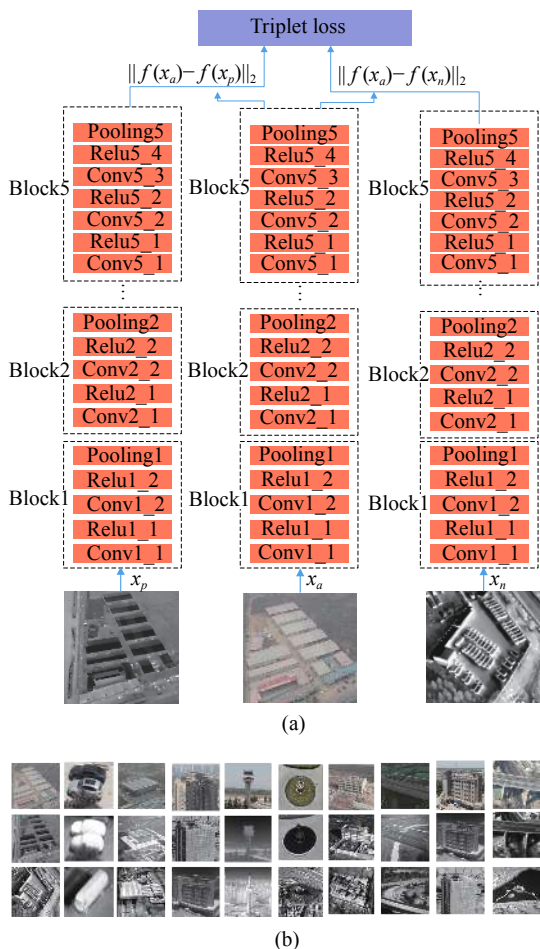 Triplet loss
|| f(xₐ)−f(xₚ)||₂
|| f(xₐ)−f(xₙ)||₂
Block5
Pooling5
Relu5_4
Conv5_3
Relu5_2
Conv5_2
Relu5_1
Conv5_1
Block5
Pooling5
Relu5_4
Conv5_3
Relu5_2
Conv5_2
Relu5_1
Conv5_1
Block5
Pooling5
Relu5_4
Conv5_3
Relu5_2
Conv5_2
Relu5_1
Conv5_1
⋮
⋮
⋮
Block2
Pooling2
Relu2_2
Conv2_2
Relu2_1
Conv2_1
Block2
Pooling2
Relu2_2
Conv2_2
Relu2_1
Conv2_1
Block2
Pooling2
Relu2_2
Conv2_2
Relu2_1
Conv2_1
Block1
Pooling1
Relu1_2
Conv1_2
Relu1_1
Conv1_1
Block1
Pooling1
Relu1_2
Conv1_2
Relu1_1
Conv1_1
Block1
Pooling1
Relu1_2
Conv1_2
Relu1_1
Conv1_1
xₚ
xₐ
xₙ
(a)
(b)